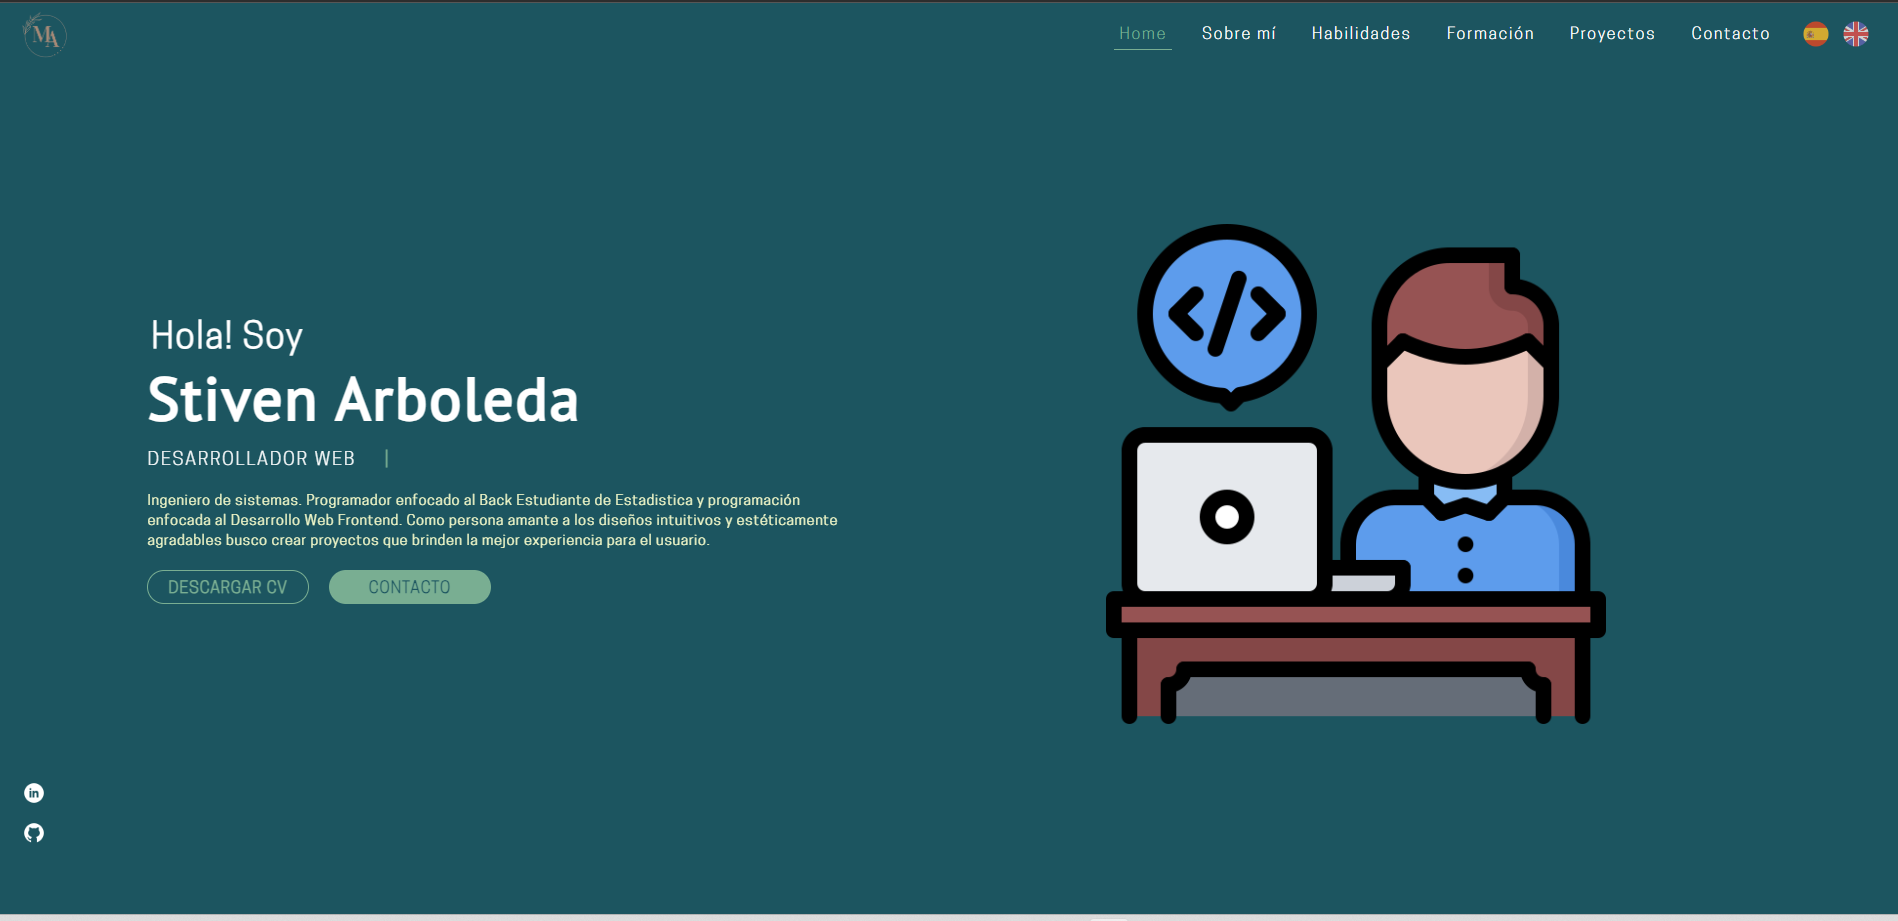 MA
Home Sobre mí Habilidades Formación Proyectos Contacto
Hola! Soy
Stiven Arboleda
DESARROLLADOR WEB |
Ingeniero de sistemas. Programador enfocado al Back Estudiante de Estadistica y programación
enfocada al Desarrollo Web Frontend. Como persona amante a los diseños intuitivos y estéticamente
agradables busco crear proyectos que brinden la mejor experiencia para el usuario.
DESCARGAR CV CONTACTO
</>
in